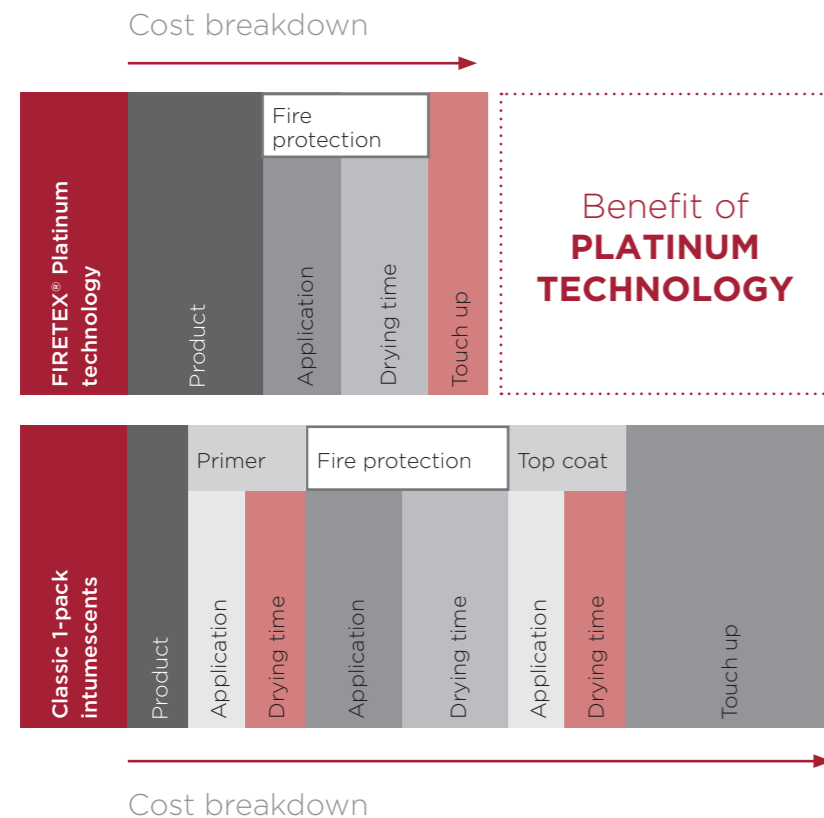 Cost breakdown
FIRETEX® Platinum
technology
Product
Fire
protection
Application
Drying time
Touch up
Benefit of
PLATINUM
TECHNOLOGY
Classic 1-pack
intumescents
Product
Primer
Application
Drying time
Fire protection
Application
Drying time
Top coat
Application
Drying time
Touch up
Cost breakdown